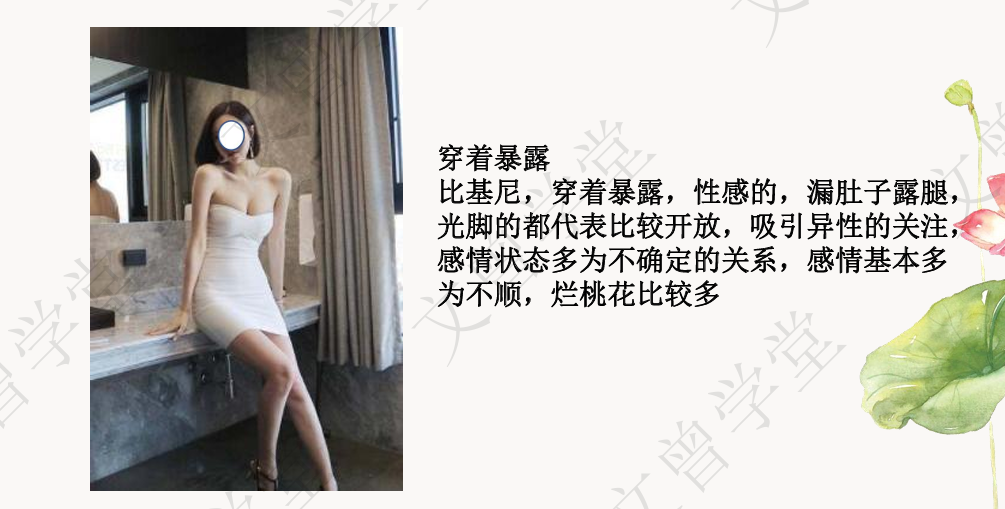 穿着暴露
比基尼，穿着暴露，性感的，漏肚子露腿，
光脚的都代表比较开放，吸引异性的关注，
感情状态多为不确定的关系，感情基本多
为不顺，烂桃花比较多
文曾学堂
文曾学堂